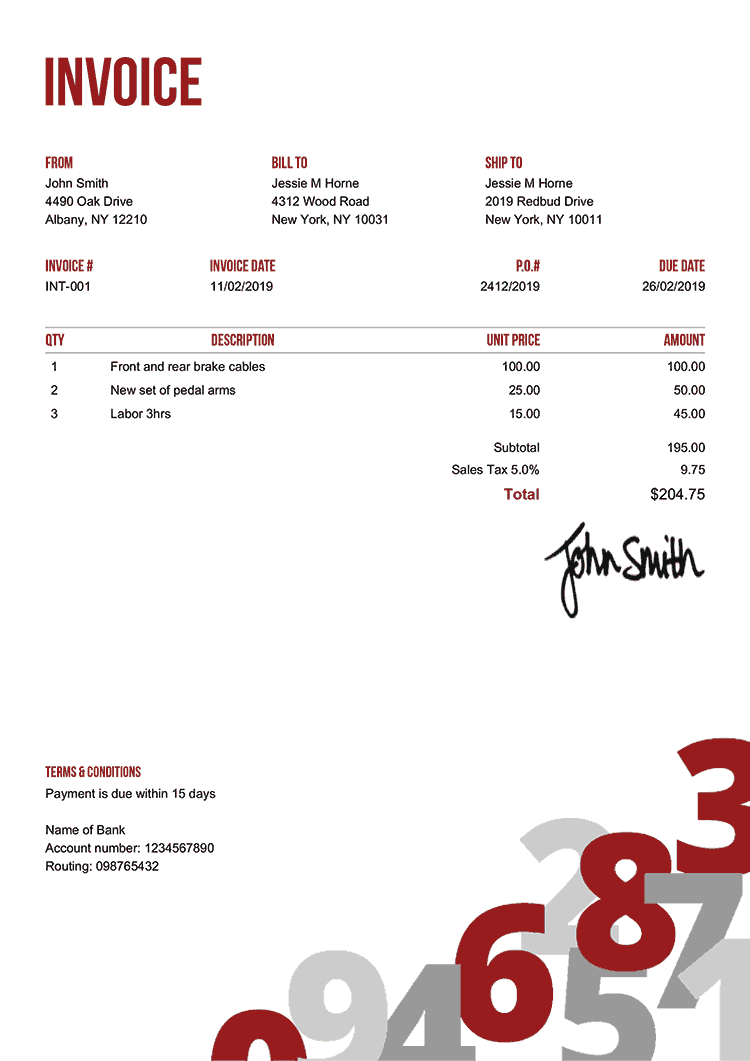 INVOICE
FROM BILL TO SHIP TO
John Smith Jessie M Horne Jessie M Horne
4490 Oak Drive 4312 Wood Road 2019 Redbud Drive
Albany, NY 12210 New York, NY 10031 New York, NY 10011
INVOICE # INVOICE DATE P.O.# DUE DATE
INT-001 11/02/2019 2412/2019 26/02/2019
QTY DESCRIPTION UNIT PRICE AMOUNT
1 Front and rear brake cables 100.00 100.00
2 New set of pedal arms 25.00 50.00
3 Labor 3hrs 15.00 45.00
Subtotal 195.00
Sales Tax 5.0% 9.75
Total $204.75
John Smith
TERMS & CONDITIONS
Payment is due within 15 days
Name of Bank
Account number: 1234567890
Routing: 098765432
3
2 8 7
6 5 1
0 9 4